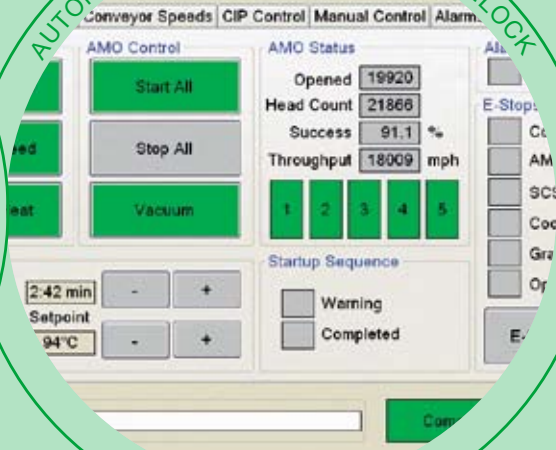 Conveyor Speeds CIP Control Manual Control
AMO Control
Start All
Stop All
Vacuum
AMO Status
Opened 19920
Head Count 21866
Success 91.1 %
Throughput 18009 mph
1 2 3 4 5
E-Stops
AM
SCS
Startup Sequence
Warning
Completed
2:42 min - +
Setpoint
94°C - +